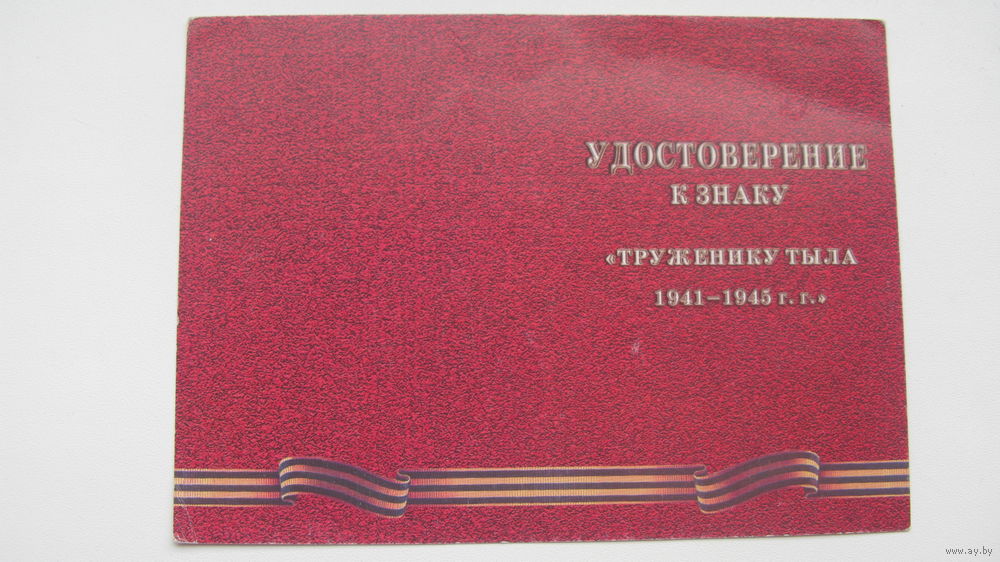 УДОСТОВЕРЕНИЕ
К ЗНАКУ
«ТРУЖЕНИКУ ТЫЛА
1941–1945 г. г.»
www.ay.by